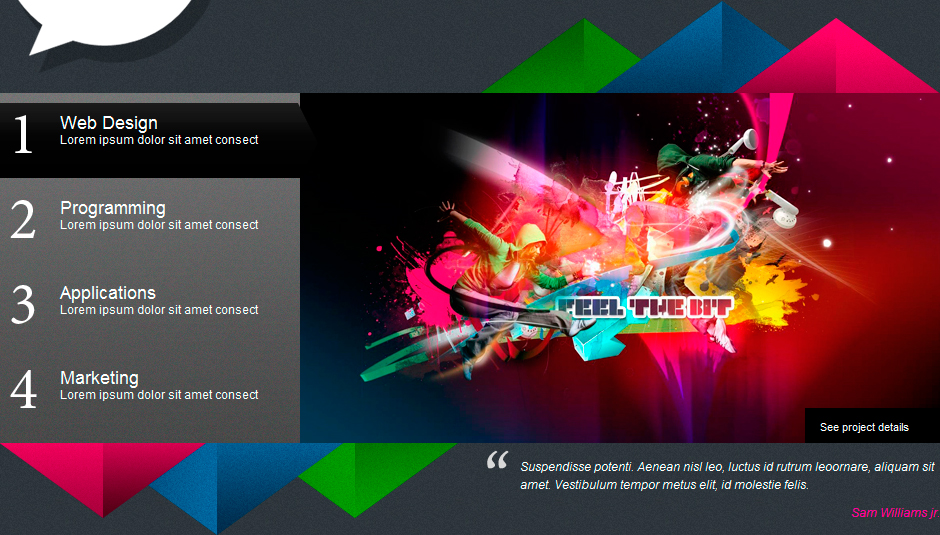 1
Web Design
Lorem ipsum dolor sit amet consect
2
Programming
Lorem ipsum dolor sit amet consect
3
Applications
Lorem ipsum dolor sit amet consect
4
Marketing
Lorem ipsum dolor sit amet consect
FEEL THE BIT
See project details
“ Suspendisse potenti. Aenean nisl leo, luctus id rutrum leoornare, aliquam sit
amet. Vestibulum tempor metus elit, id molestie felis.
Sam Williams jr